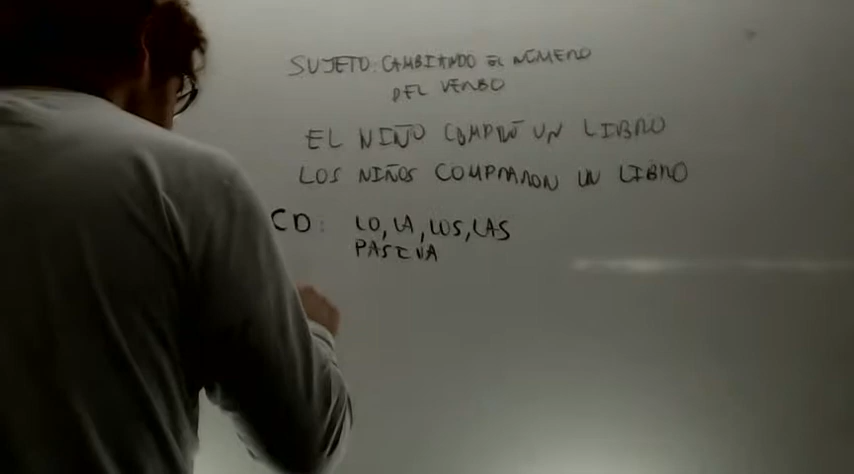 SUJETO: CAMBIANDO EL NÚMERO
DEL VERBO
EL NIÑO COMPRÓ UN LIBRO
LOS NIÑOS COMPRARON UN LIBRO
CD: LO, LA, LOS, LAS
PASIVA